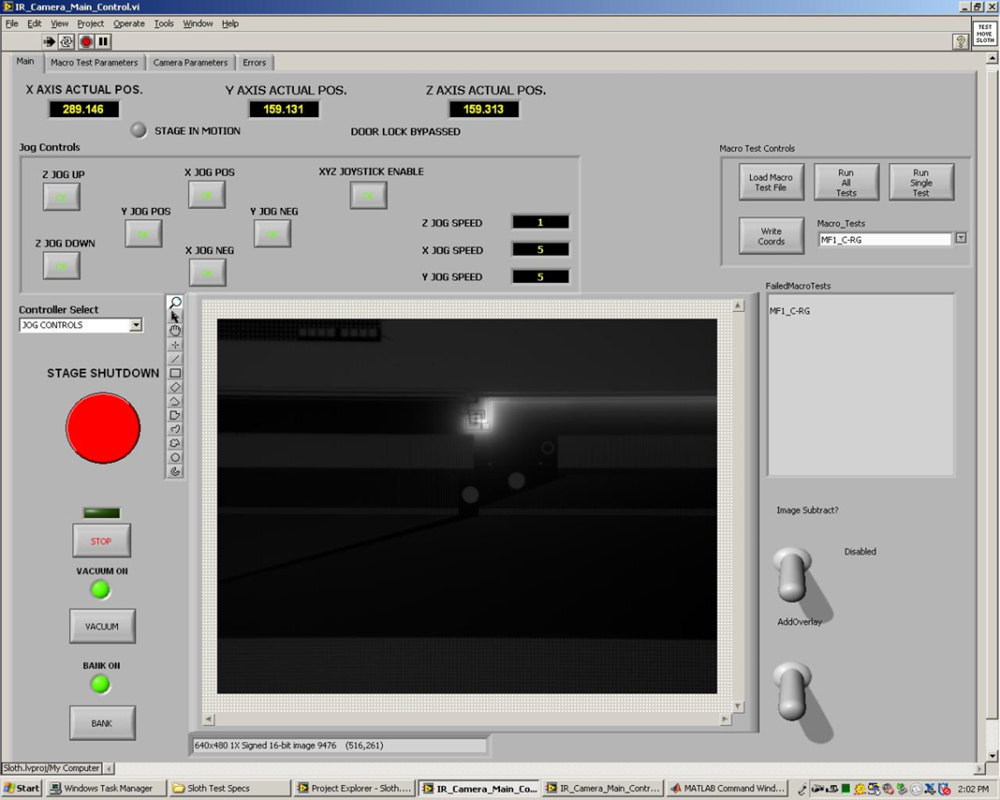 IR_Camera_Main_Control.vi
File Edit View Project Operate Tools Window Help
TEST
MOVE
SLOTH
Main Macro Test Parameters Camera Parameters Errors
X AXIS ACTUAL POS. Y AXIS ACTUAL POS. Z AXIS ACTUAL POS.
289.146 159.131 159.313
STAGE IN MOTION DOOR LOCK BYPASSED
Jog Controls
Z JOG UP X JOG POS XYZ JOYSTICK ENABLE
OK OK OK
Y JOG POS Y JOG NEG
OK OK
Z JOG DOWN X JOG NEG
OK OK
Z JOG SPEED 1
X JOG SPEED 5
Y JOG SPEED 5
Macro Test Controls
Load Macro
Test File
Run
All
Tests
Run
Single
Test
Write
Coords
Macro_Tests
MF1_C-RG
Controller Select
JOG CONTROLS
FailedMacroTests
MF1_C-RG
STAGE SHUTDOWN
STOP
VACUUM ON
VACUUM
BANK ON
BANK
Image Subtract?
Disabled
AddOverlay
640x480 1X Signed 16-bit image 9476 (516,261)
Sloth.lvproj/My Computer
Start Windows Task Manager Sloth Test Specs Project Explorer - Sloth.... IR_Camera_Main_Co... IR_Camera_Main_Contr... MATLAB Command Wind... 2:02 PM